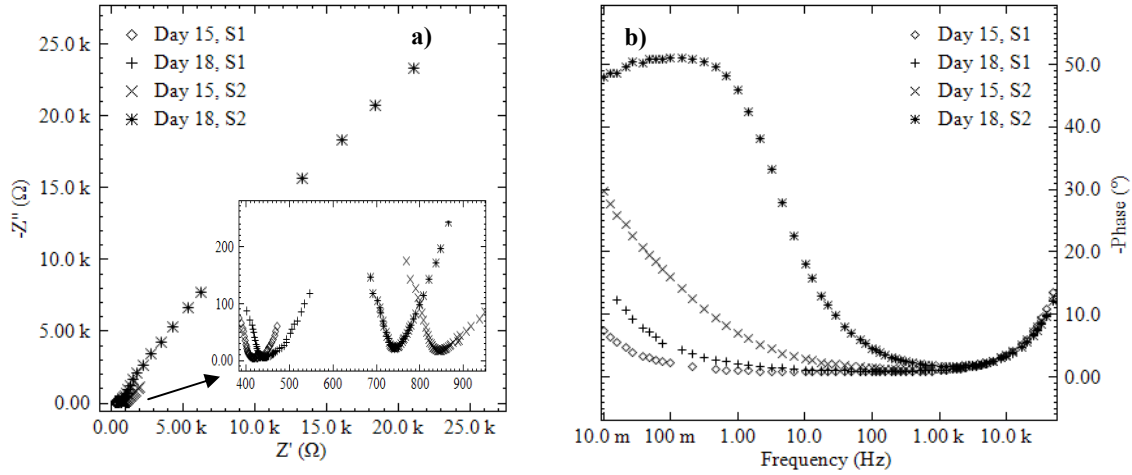 a)
Day 15, S1
Day 18, S1
Day 15, S2
Day 18, S2
-Z'' (Ω)
25.0 k
20.0 k
15.0 k
10.0 k
5.00 k
0.00
0.00
5.00 k
10.0 k
15.0 k
20.0 k
25.0 k
Z' (Ω)
200
100
0.00
400
500
600
700
800
900
b)
Day 15, S1
Day 18, S1
Day 15, S2
Day 18, S2
50.0
40.0
30.0
20.0
10.0
0.00
-Phase (°)
10.0 m
100 m
1.00
10.0
100
1.00 k
10.0 k
Frequency (Hz)